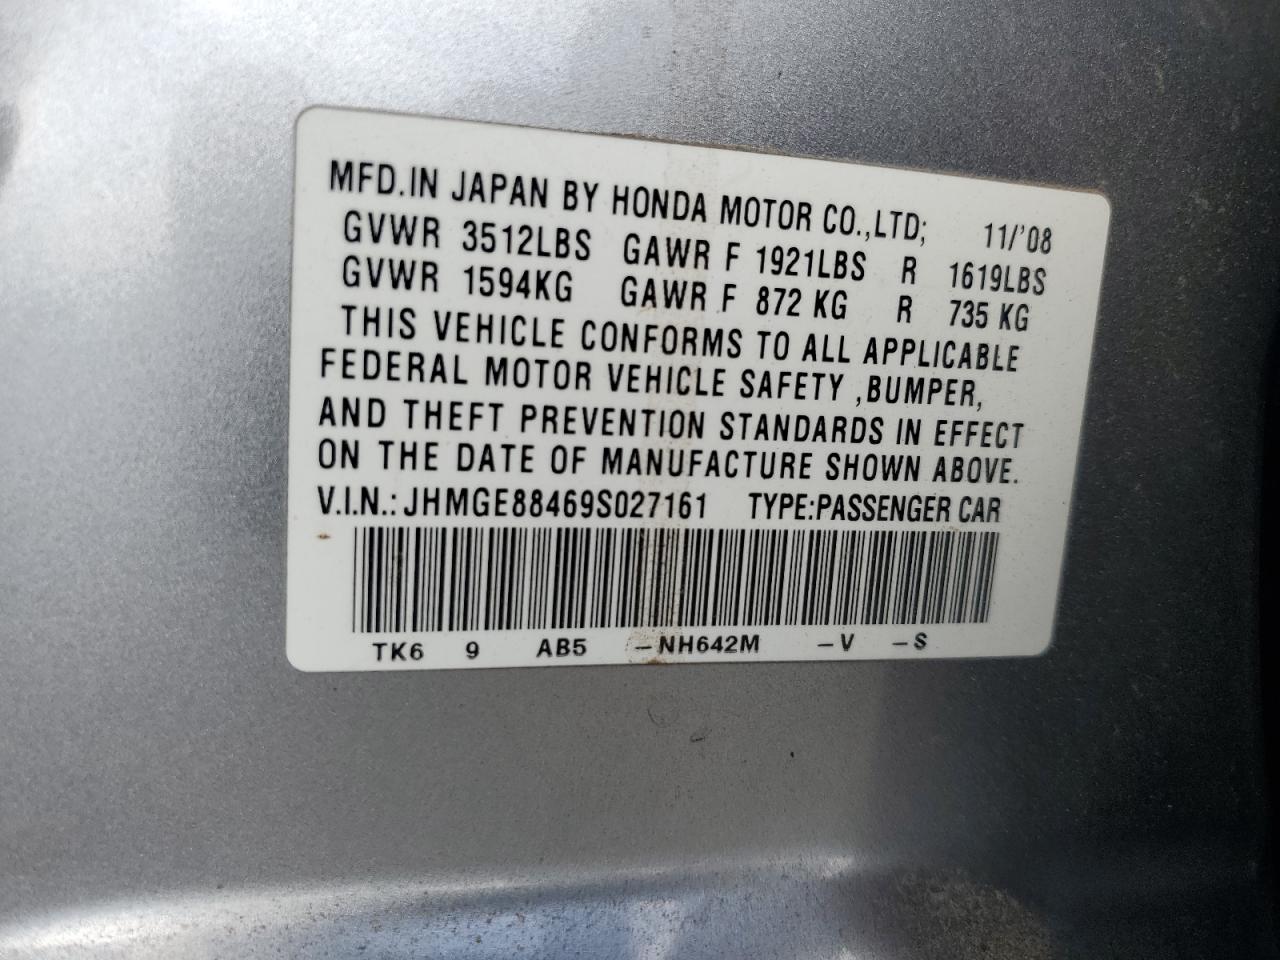 MFD.IN JAPAN BY HONDA MOTOR CO.,LTD; 11/'08
GVWR 3512LBS GAWR F 1921LBS R 1619LBS
GVWR 1594KG GAWR F 872 KG R 735 KG
THIS VEHICLE CONFORMS TO ALL APPLICABLE
FEDERAL MOTOR VEHICLE SAFETY ,BUMPER,
AND THEFT PREVENTION STANDARDS IN EFFECT
ON THE DATE OF MANUFACTURE SHOWN ABOVE.
V.I.N.: JHMGE88469S027161 TYPE:PASSENGER CAR
TK6 9 AB5 -NH642M -V -S